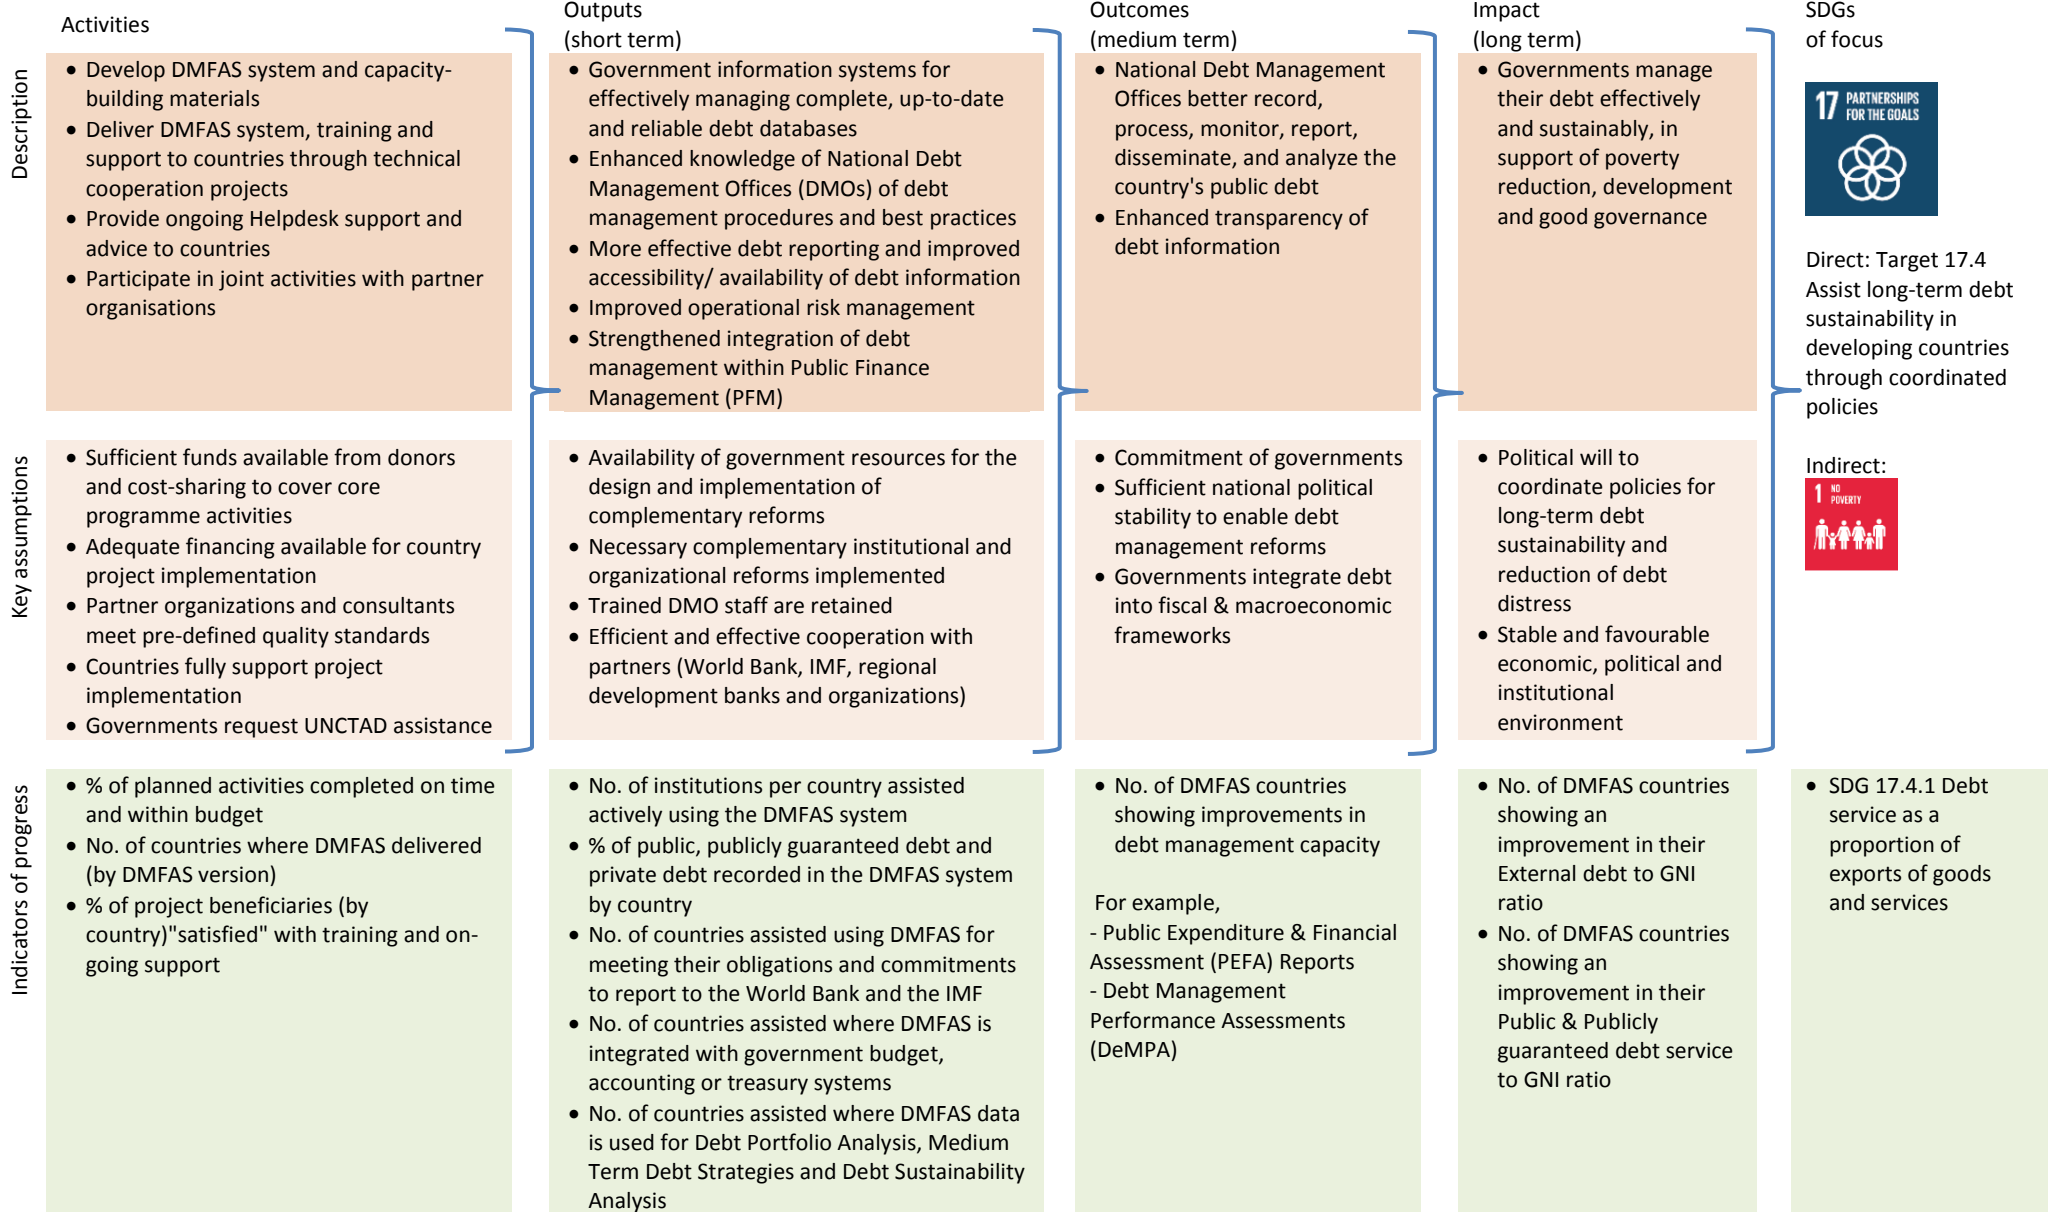 Activities
Outputs
(short term)
Outcomes
(medium term)
Impact
(long term)
SDGs
of focus
Description
• Develop DMFAS system and capacity-
building materials
• Deliver DMFAS system, training and
support to countries through technical
cooperation projects
• Provide ongoing Helpdesk support and
advice to countries
• Participate in joint activities with partner
organisations
• Government information systems for
effectively managing complete, up-to-date
and reliable debt databases
• Enhanced knowledge of National Debt
Management Offices (DMOs) of debt
management procedures and best practices
• More effective debt reporting and improved
accessibility/ availability of debt information
• Improved operational risk management
• Strengthened integration of debt
management within Public Finance
Management (PFM)
• National Debt Management
Offices better record,
process, monitor, report,
disseminate, and analyze the
country's public debt
• Enhanced transparency of
debt information
• Governments manage
their debt effectively
and sustainably, in
support of poverty
reduction, development
and good governance
17 PARTNERSHIPS
FOR THE GOALS
Direct: Target 17.4
Assist long-term debt
sustainability in
developing countries
through coordinated
policies
Key assumptions
• Sufficient funds available from donors
and cost-sharing to cover core
programme activities
• Adequate financing available for country
project implementation
• Partner organizations and consultants
meet pre-defined quality standards
• Countries fully support project
implementation
• Governments request UNCTAD assistance
• Availability of government resources for the
design and implementation of
complementary reforms
• Necessary complementary institutional and
organizational reforms implemented
• Trained DMO staff are retained
• Efficient and effective cooperation with
partners (World Bank, IMF, regional
development banks and organizations)
• Commitment of governments
• Sufficient national political
stability to enable debt
management reforms
• Governments integrate debt
into fiscal & macroeconomic
frameworks
• Political will to
coordinate policies for
long-term debt
sustainability and
reduction of debt
distress
• Stable and favourable
economic, political and
institutional
environment
Indirect:
1 NO
POVERTY
Indicators of progress
• % of planned activities completed on time
and within budget
• No. of countries where DMFAS delivered
(by DMFAS version)
• % of project beneficiaries (by
country)"satisfied" with training and on-
going support
• No. of institutions per country assisted
actively using the DMFAS system
• % of public, publicly guaranteed debt and
private debt recorded in the DMFAS system
by country
• No. of countries assisted using DMFAS for
meeting their obligations and commitments
to report to the World Bank and the IMF
• No. of countries assisted where DMFAS is
integrated with government budget,
accounting or treasury systems
• No. of countries assisted where DMFAS data
is used for Debt Portfolio Analysis, Medium
Term Debt Strategies and Debt Sustainability
Analysis
• No. of DMFAS countries
showing improvements in
debt management capacity
For example,
- Public Expenditure & Financial
Assessment (PEFA) Reports
- Debt Management
Performance Assessments
(DeMPA)
• No. of DMFAS countries
showing an
improvement in their
External debt to GNI
ratio
• No. of DMFAS countries
showing an
improvement in their
Public & Publicly
guaranteed debt service
to GNI ratio
• SDG 17.4.1 Debt
service as a
proportion of
exports of goods
and services